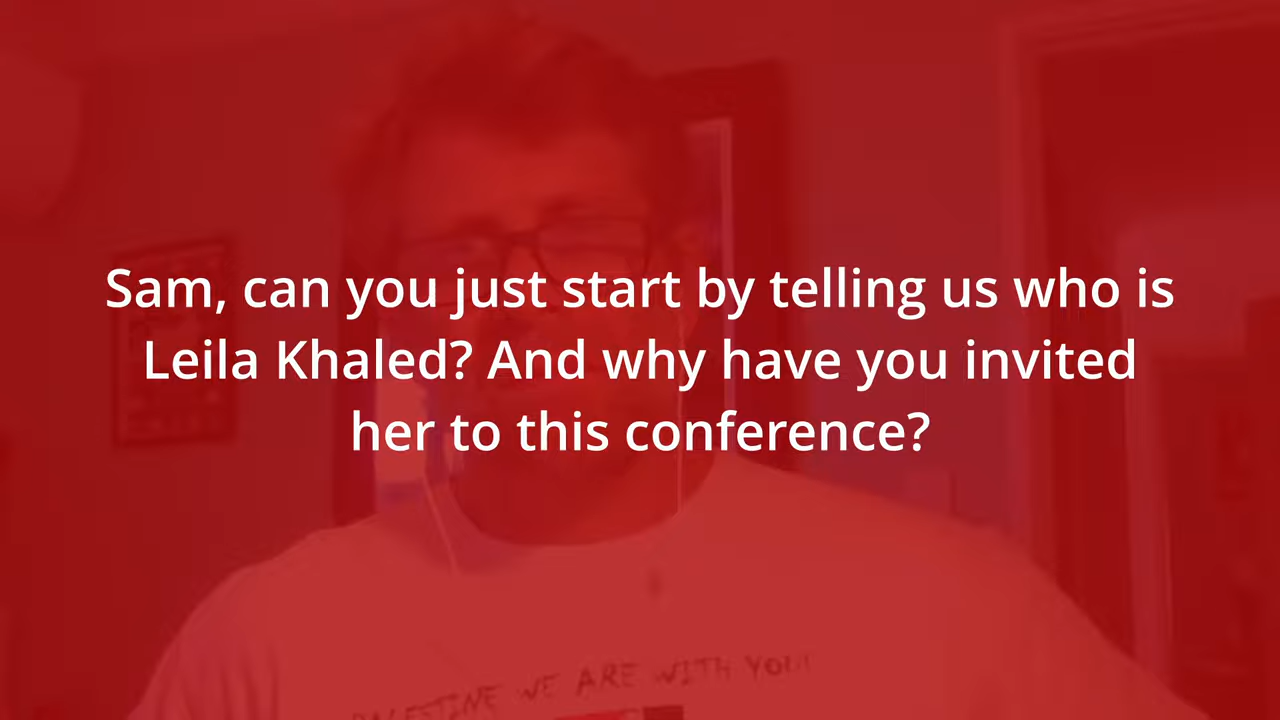 Sam, can you just start by telling us who is
Leila Khaled? And why have you invited
her to this conference?
PALESTINE WE ARE WITH YOU!